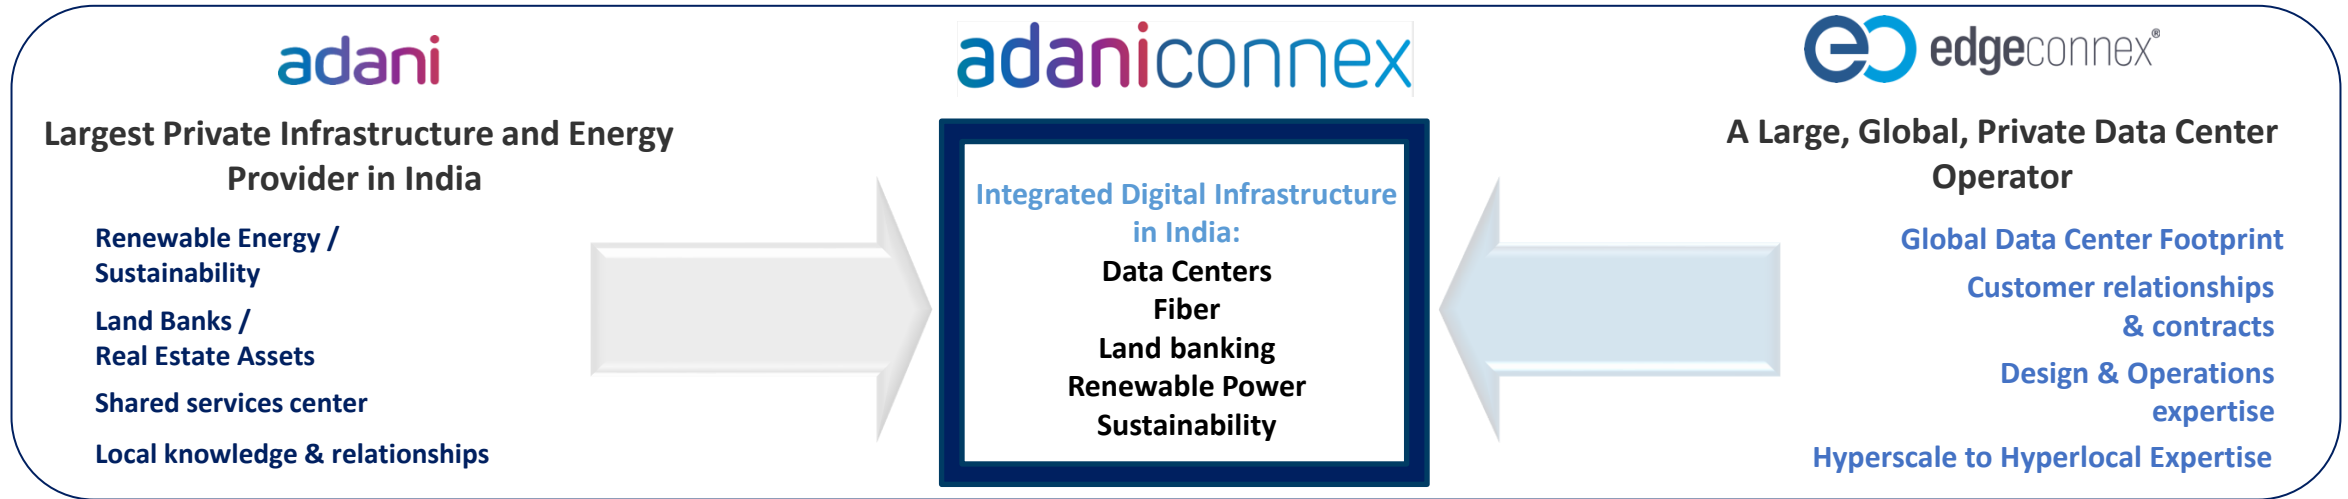 adani
Largest Private Infrastructure and Energy
Provider in India
Renewable Energy /
Sustainability
Land Banks /
Real Estate Assets
Shared services center
Local knowledge & relationships
adaniconnex
Integrated Digital Infrastructure
in India:
Data Centers
Fiber
Land banking
Renewable Power
Sustainability
edgeconnex®
A Large, Global, Private Data Center
Operator
Global Data Center Footprint
Customer relationships
& contracts
Design & Operations
expertise
Hyperscale to Hyperlocal Expertise